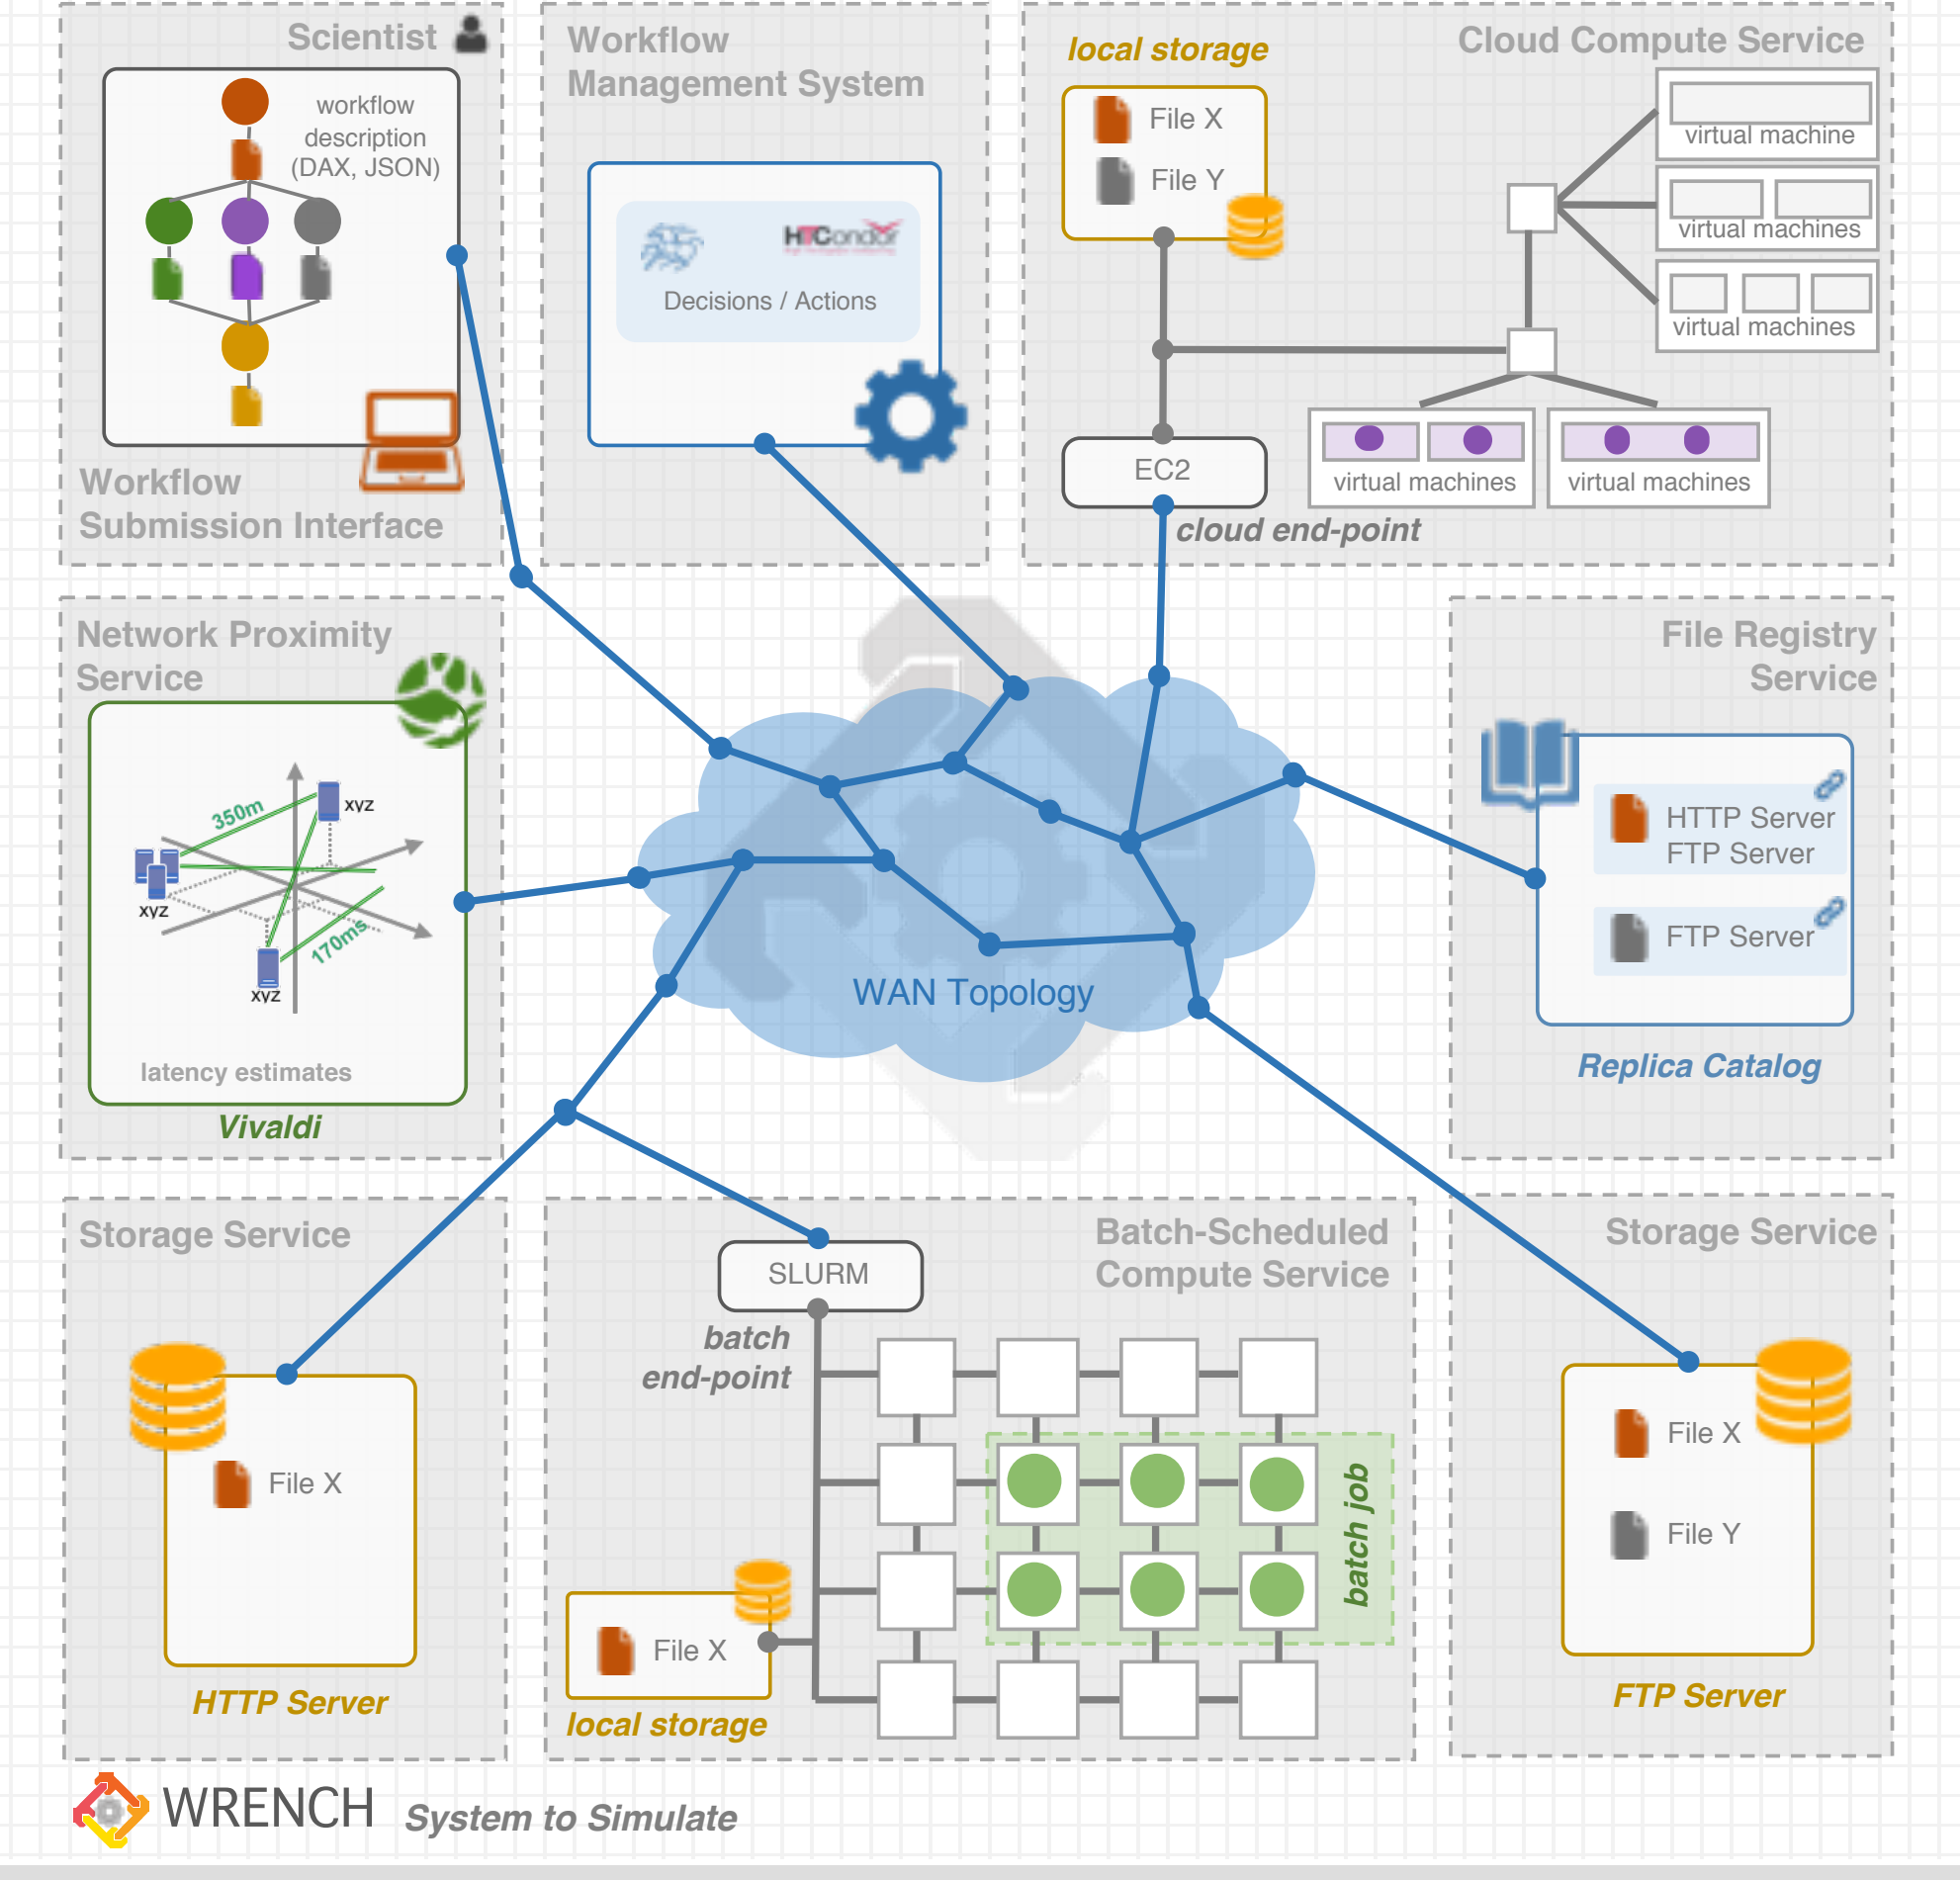 Scientist
workflow
description
(DAX, JSON)
Workflow
Submission Interface
Workflow
Management System
HTCondor
Decisions / Actions
Cloud Compute Service
local storage
File X
File Y
virtual machine
virtual machines
virtual machines
virtual machines
virtual machines
EC2
cloud end-point
Network Proximity
Service
350m
xyz
xyz
170ms
xyz
latency estimates
Vivaldi
WAN Topology
File Registry
Service
HTTP Server
FTP Server
FTP Server
Replica Catalog
Storage Service
File X
HTTP Server
Batch-Scheduled
Compute Service
SLURM
batch
end-point
batch job
File X
local storage
Storage Service
File X
File Y
FTP Server
WRENCH
System to Simulate